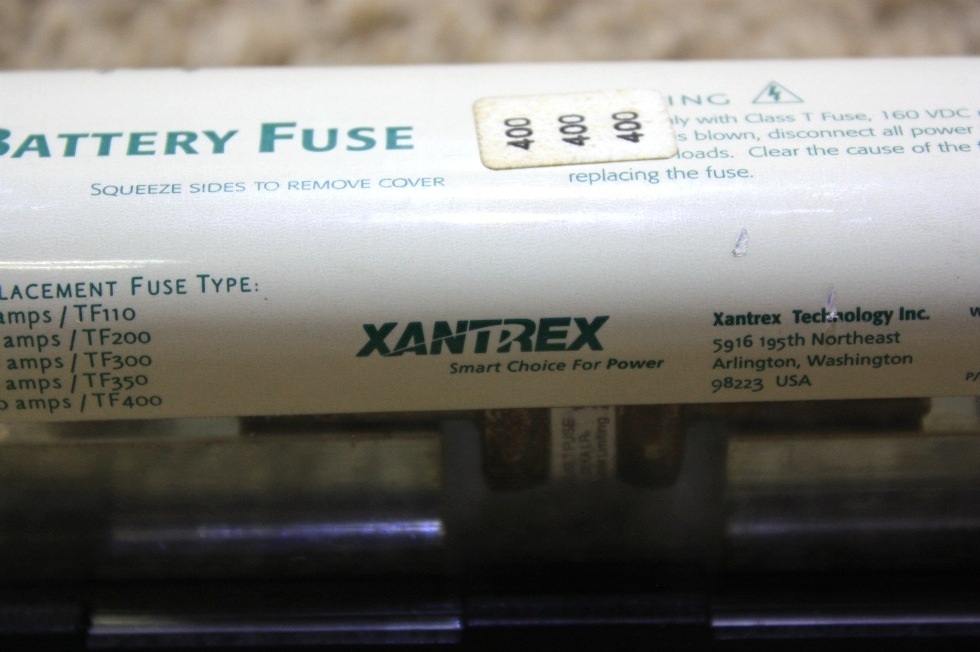 BATTERY FUSE
SQUEEZE SIDES TO REMOVE COVER
400 400 400
ING
ly with Class T Fuse, 160 VDC
s blown, disconnect all power
loads. Clear the cause of the
replacing the fuse.
LACEMENT FUSE TYPE:
amps / TF110
amps / TF200
amps / TF300
amps / TF350
0 amps / TF400
XANTREX
Smart Choice For Power
Xantrex Technology Inc.
5916 195th Northeast
Arlington, Washington
98223 USA
P/